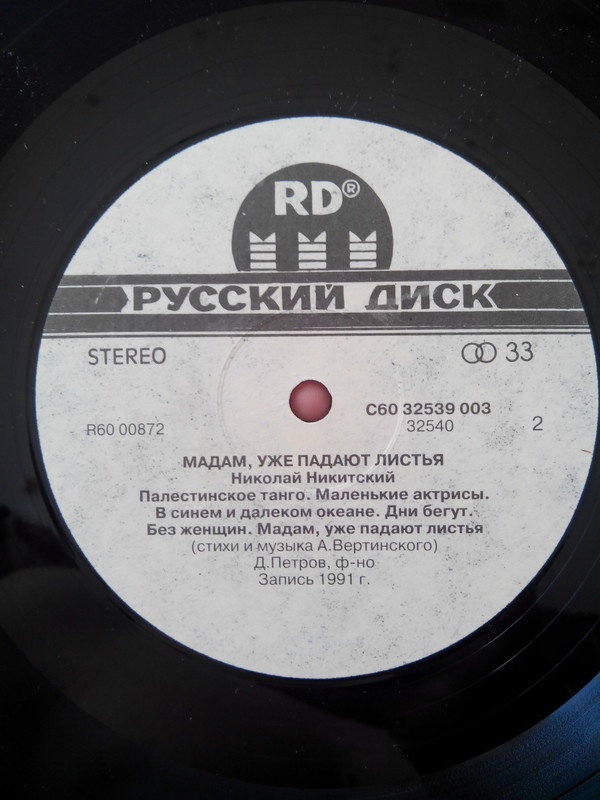 RD®
РУССКИЙ ДИСК
STEREO
33
С60 32539 003
R60 00872
32540
2
МАДАМ, УЖЕ ПАДАЮТ ЛИСТЬЯ
Николай Никитский
Палестинское танго. Маленькие актрисы.
В синем и далеком океане. Дни бегут.
Без женщин. Мадам, уже падают листья
(стихи и музыка А.Вертинского)
Д.Петров, ф-но
Запись 1991 г.